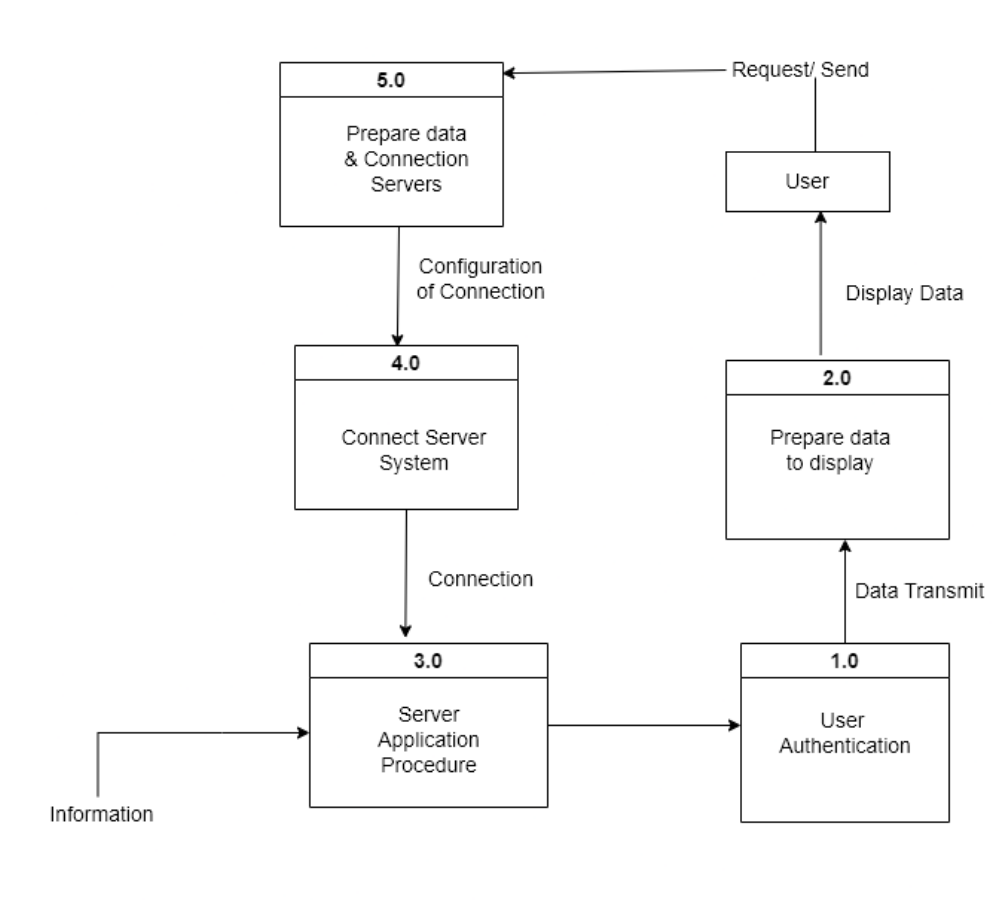 Request/ Send
5.0
Prepare data
& Connection
Servers
User
Configuration
of Connection
Display Data
4.0
Connect Server
System
2.0
Prepare data
to display
Connection
Data Transmit
3.0
Server
Application
Procedure
1.0
User
Authentication
Information